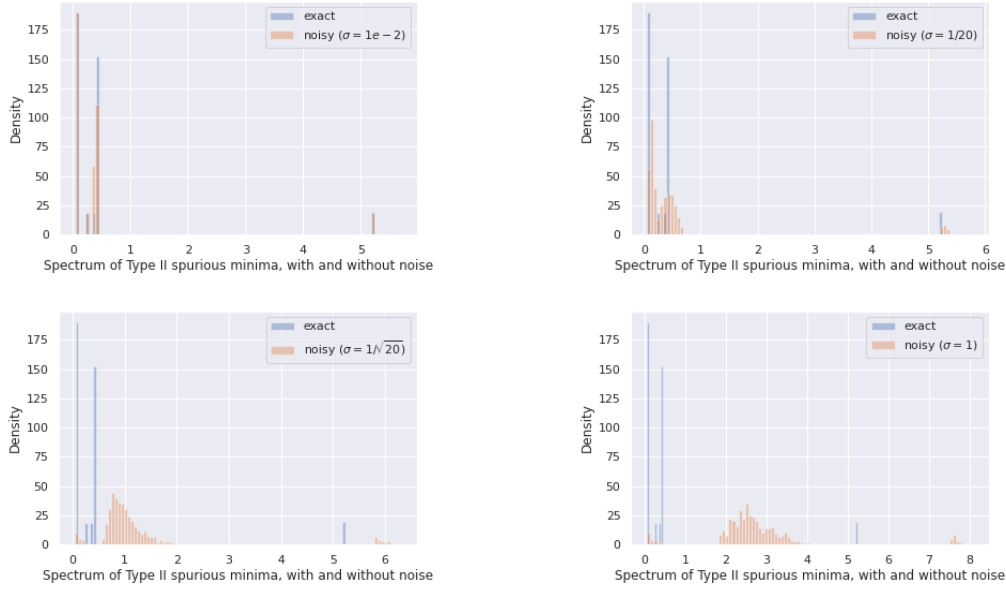 175
150
125
100
75
50
25
0
Density
exact
noisy (σ = 1e − 2)
0 1 2 3 4 5
Spectrum of Type II spurious minima, with and without noise
175
150
125
100
75
50
25
0
Density
exact
noisy (σ = 1/20)
0 1 2 3 4 5 6
Spectrum of Type II spurious minima, with and without noise
175
150
125
100
75
50
25
0
Density
exact
noisy (σ = 1/√20)
0 1 2 3 4 5 6
Spectrum of Type II spurious minima, with and without noise
175
150
125
100
75
50
25
0
Density
exact
noisy (σ = 1)
0 1 2 3 4 5 6 7 8
Spectrum of Type II spurious minima, with and without noise